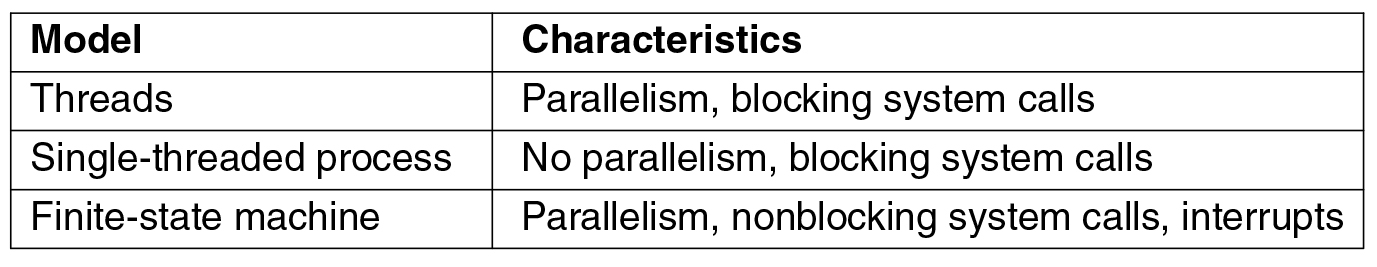 Model Characteristics
Threads Parallelism, blocking system calls
Single-threaded process No parallelism, blocking system calls
Finite-state machine Parallelism, nonblocking system calls, interrupts